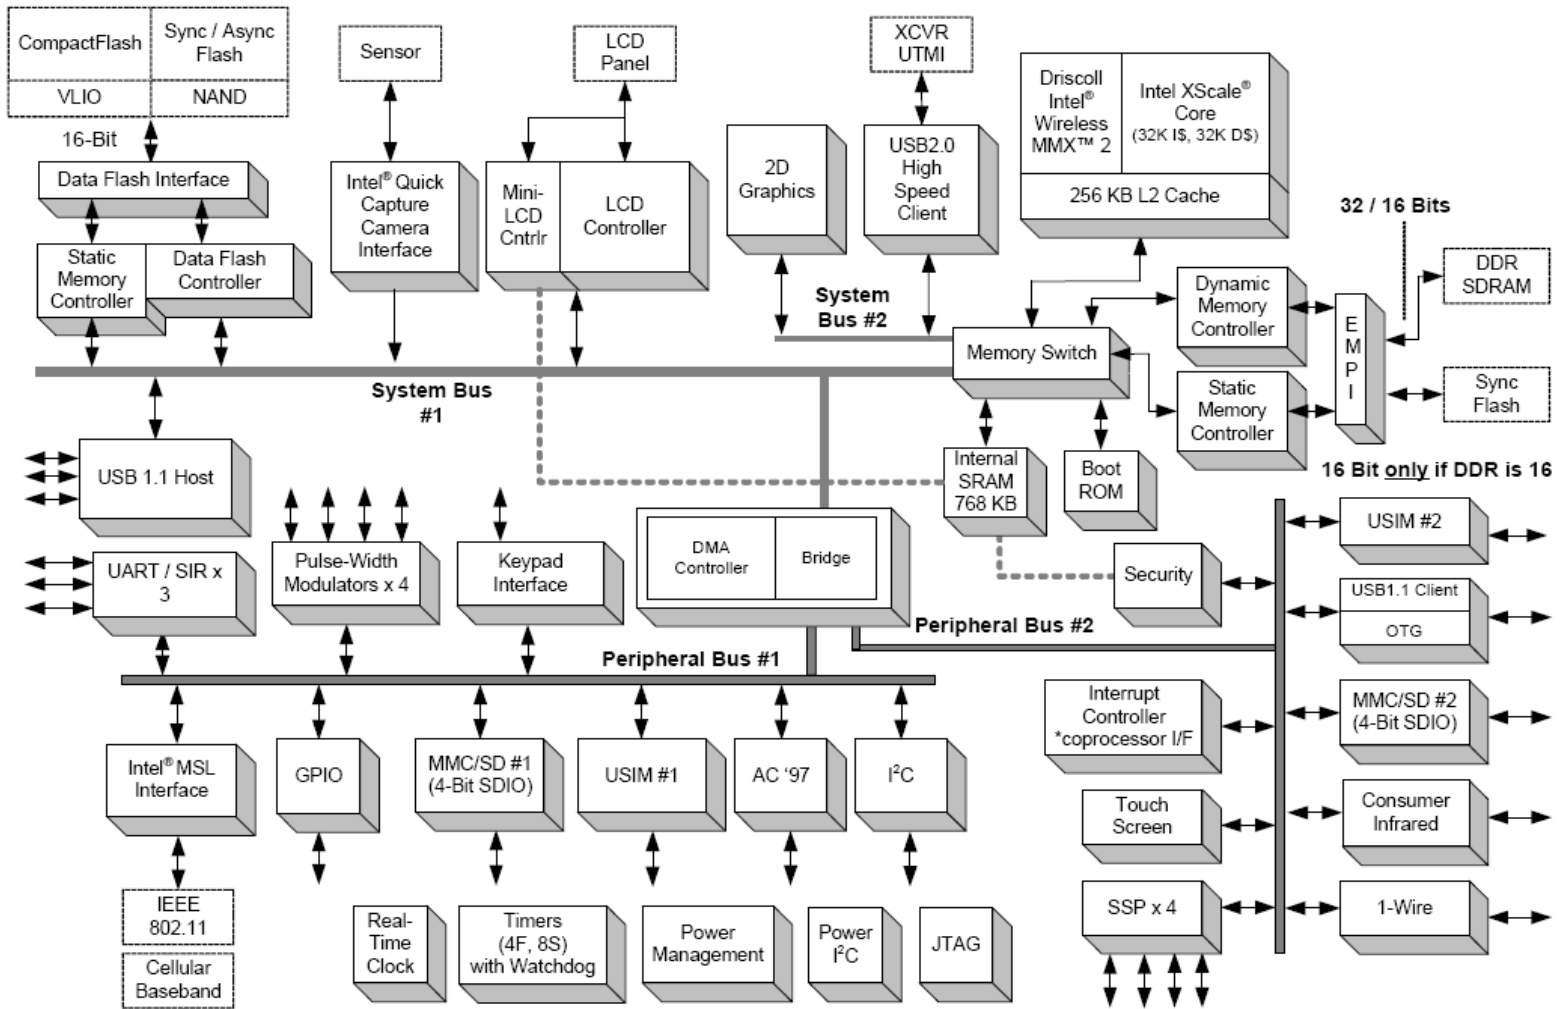 CompactFlash
Sync / Async
Flash
VLIO
NAND
16-Bit
Data Flash Interface
Static
Memory
Controller
Data Flash
Controller
Sensor
Intel® Quick
Capture
Camera
Interface
LCD
Panel
Mini-
LCD
Cntrlr
LCD
Controller
2D
Graphics
XCVR
UTMI
USB2.0
High
Speed
Client
Driscoll
Intel®
Wireless
MMX™ 2
Intel XScale®
Core
(32K I$, 32K D$)
256 KB L2 Cache
32 / 16 Bits
System
Bus #2
Memory Switch
Dynamic
Memory
Controller
Static
Memory
Controller
E
M
P
I
DDR
SDRAM
Sync
Flash
16 Bit only if DDR is 16
System Bus
#1
USB 1.1 Host
Internal
SRAM
768 KB
Boot
ROM
UART / SIR x
3
Pulse-Width
Modulators x 4
Keypad
Interface
DMA
Controller
Bridge
Security
USIM #2
USB1.1 Client
OTG
Peripheral Bus #1
Peripheral Bus #2
Intel® MSL
Interface
GPIO
MMC/SD #1
(4-Bit SDIO)
USIM #1
AC ‘97
I²C
Interrupt
Controller
*coprocessor I/F
MMC/SD #2
(4-Bit SDIO)
Touch
Screen
Consumer
Infrared
SSP x 4
1-Wire
IEEE
802.11
Cellular
Baseband
Real-
Time
Clock
Timers
(4F, 8S)
with Watchdog
Power
Management
Power
I²C
JTAG